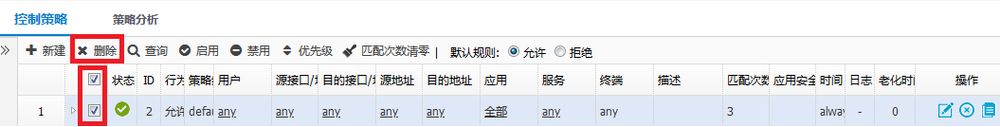 控制策略 策略分析
新建 删除 查询 启用 禁用 优先级 匹配次数清零 | 默认规则: 允许 拒绝
状态 ID 行为 策略 用户 源接口/ 目的接口/ 源地址 目的地址 应用 服务 终端 描述 匹配次数 应用安全 时间 日志 老化时 操作
1 2 允许 defau any any any any any 全部 any any 3 alway - 0